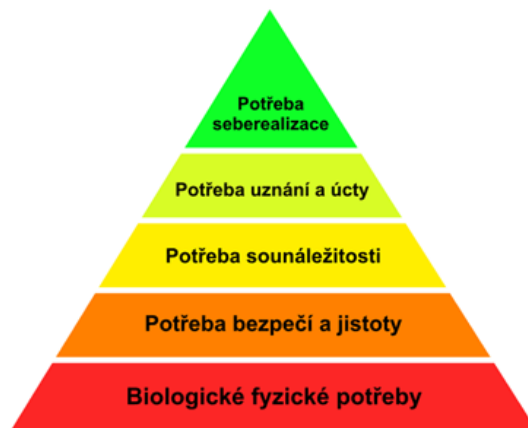 Potřeba
seberealizace
Potřeba uznání a úcty
Potřeba sounáležitosti
Potřeba bezpečí a jistoty
Biologické fyzické potřeby